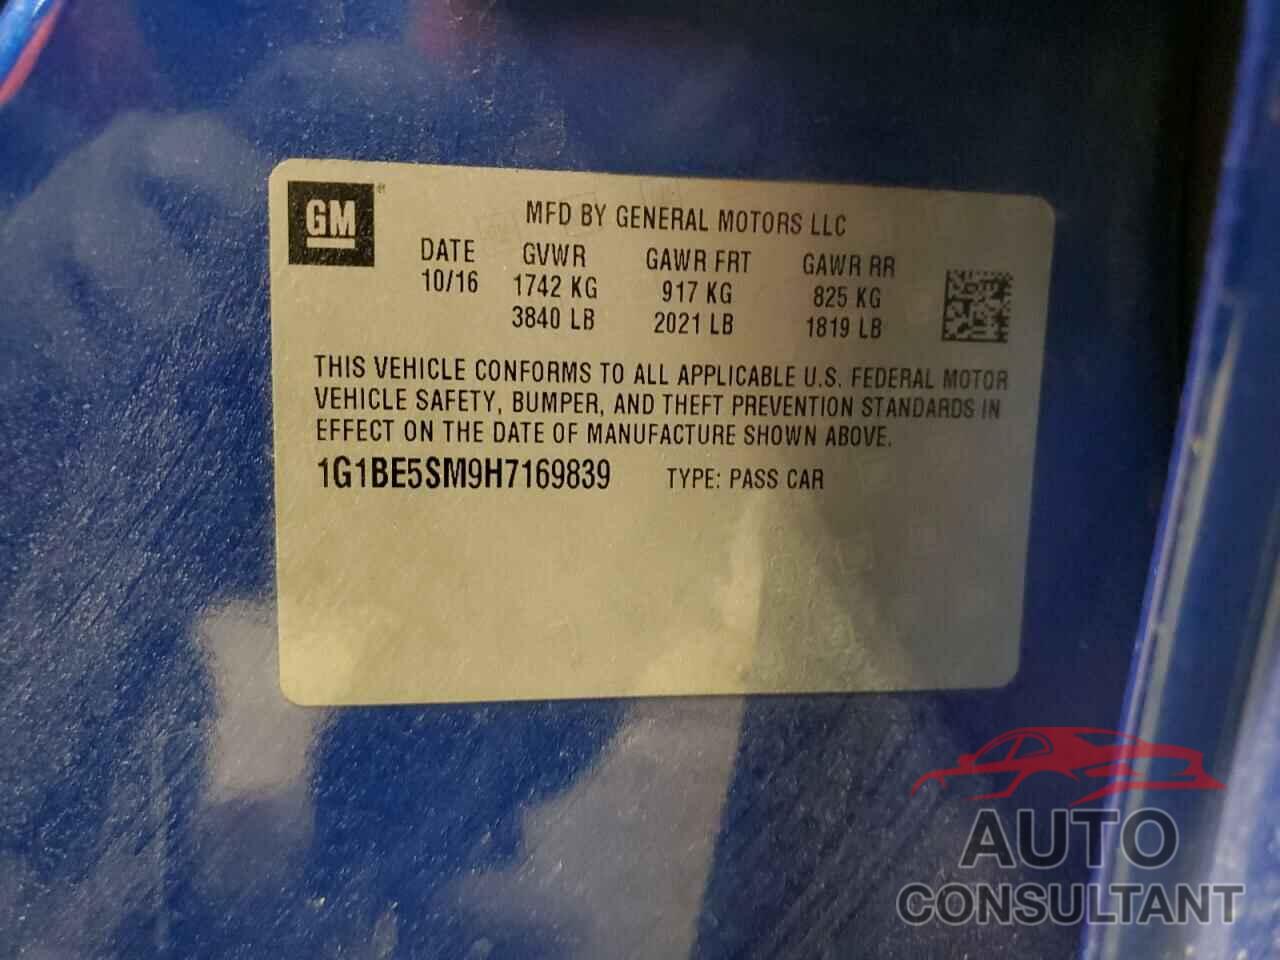 GM ®
MFD BY GENERAL MOTORS LLC
DATE GVWR GAWR FRT GAWR RR
10/16 1742 KG 917 KG 825 KG
3840 LB 2021 LB 1819 LB
THIS VEHICLE CONFORMS TO ALL APPLICABLE U.S. FEDERAL MOTOR
VEHICLE SAFETY, BUMPER, AND THEFT PREVENTION STANDARDS IN
EFFECT ON THE DATE OF MANUFACTURE SHOWN ABOVE.
1G1BE5SM9H7169839 TYPE: PASS CAR
AUTO
CONSULTANT